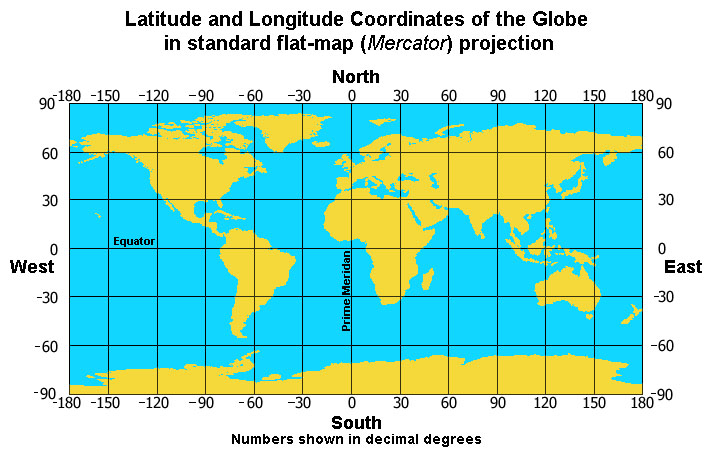 Latitude and Longitude Coordinates of the Globe
in standard flat-map (Mercator) projection
North
−180 −150 −120 −90 −60 −30 0 30 60 90 120 150 180
90 90
60 60
30 30
Equator
0 0
West East
Prime Meridan
−30 −30
−60 −60
−90 −90
−180 −150 −120 −90 −60 −30 0 30 60 90 120 150 180
South
Numbers shown in decimal degrees